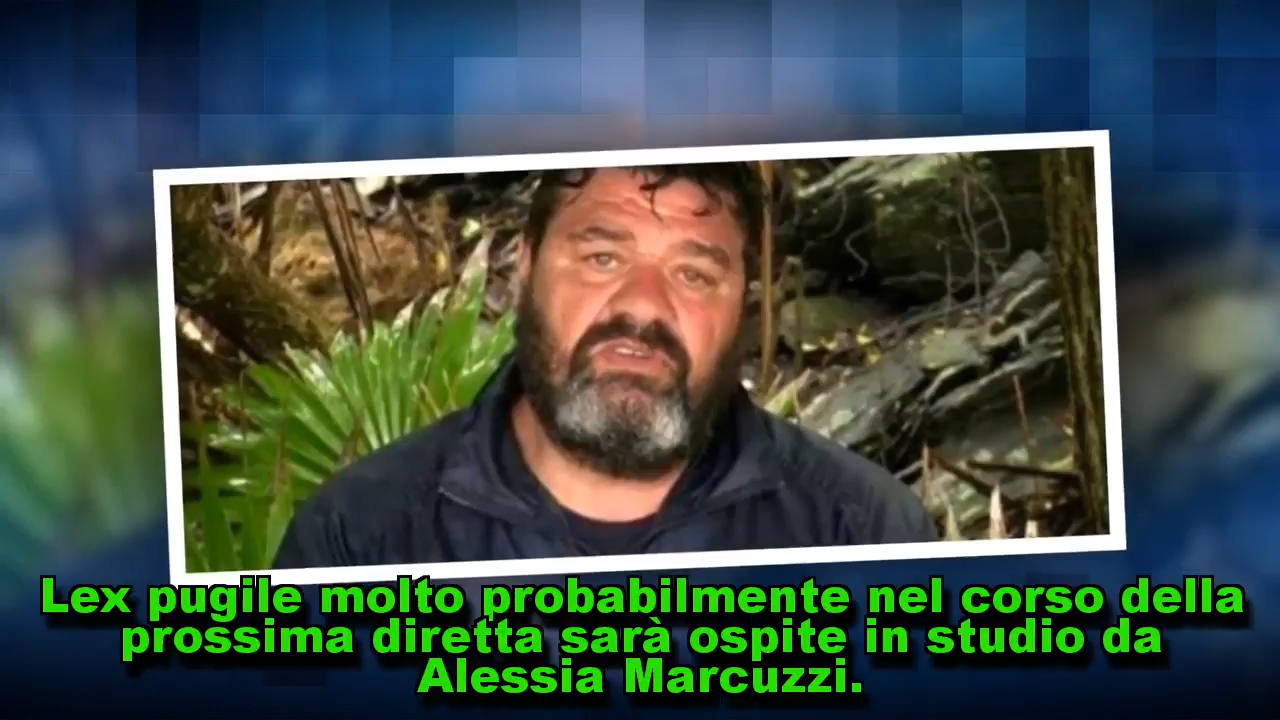 Lex pugile molto probabilmente nel corso della
prossima diretta sarà ospite in studio da
Alessia Marcuzzi.